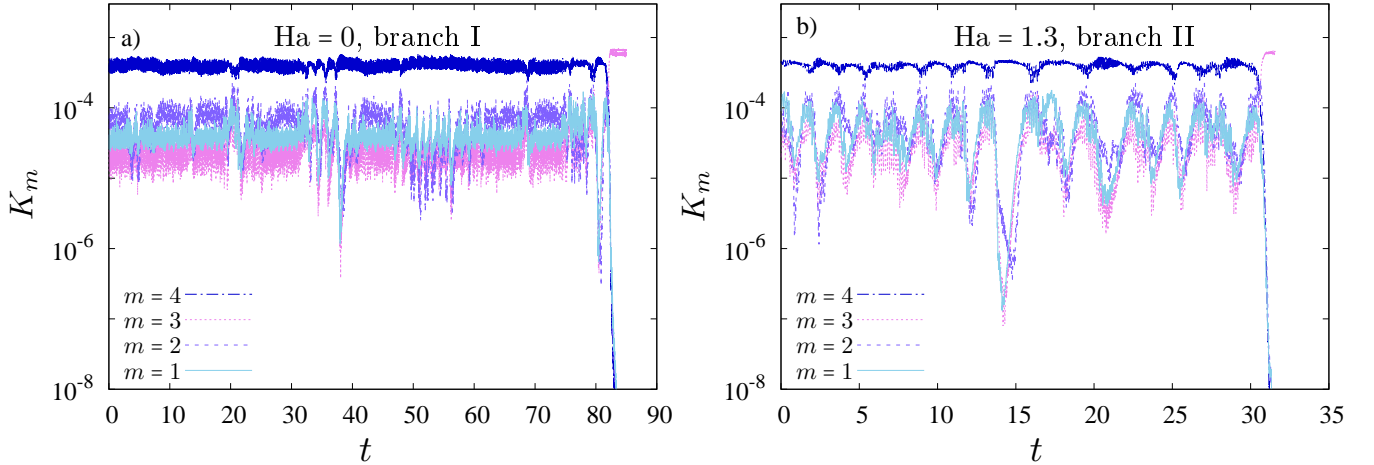 a)
Ha = 0, branch I
10⁻⁴
10⁻⁶
10⁻⁸
K_m
m = 4
m = 3
m = 2
m = 1
0 10 20 30 40 50 60 70 80 90
t
b)
Ha = 1.3, branch II
10⁻⁴
10⁻⁶
10⁻⁸
K_m
m = 4
m = 3
m = 2
m = 1
0 5 10 15 20 25 30 35
t